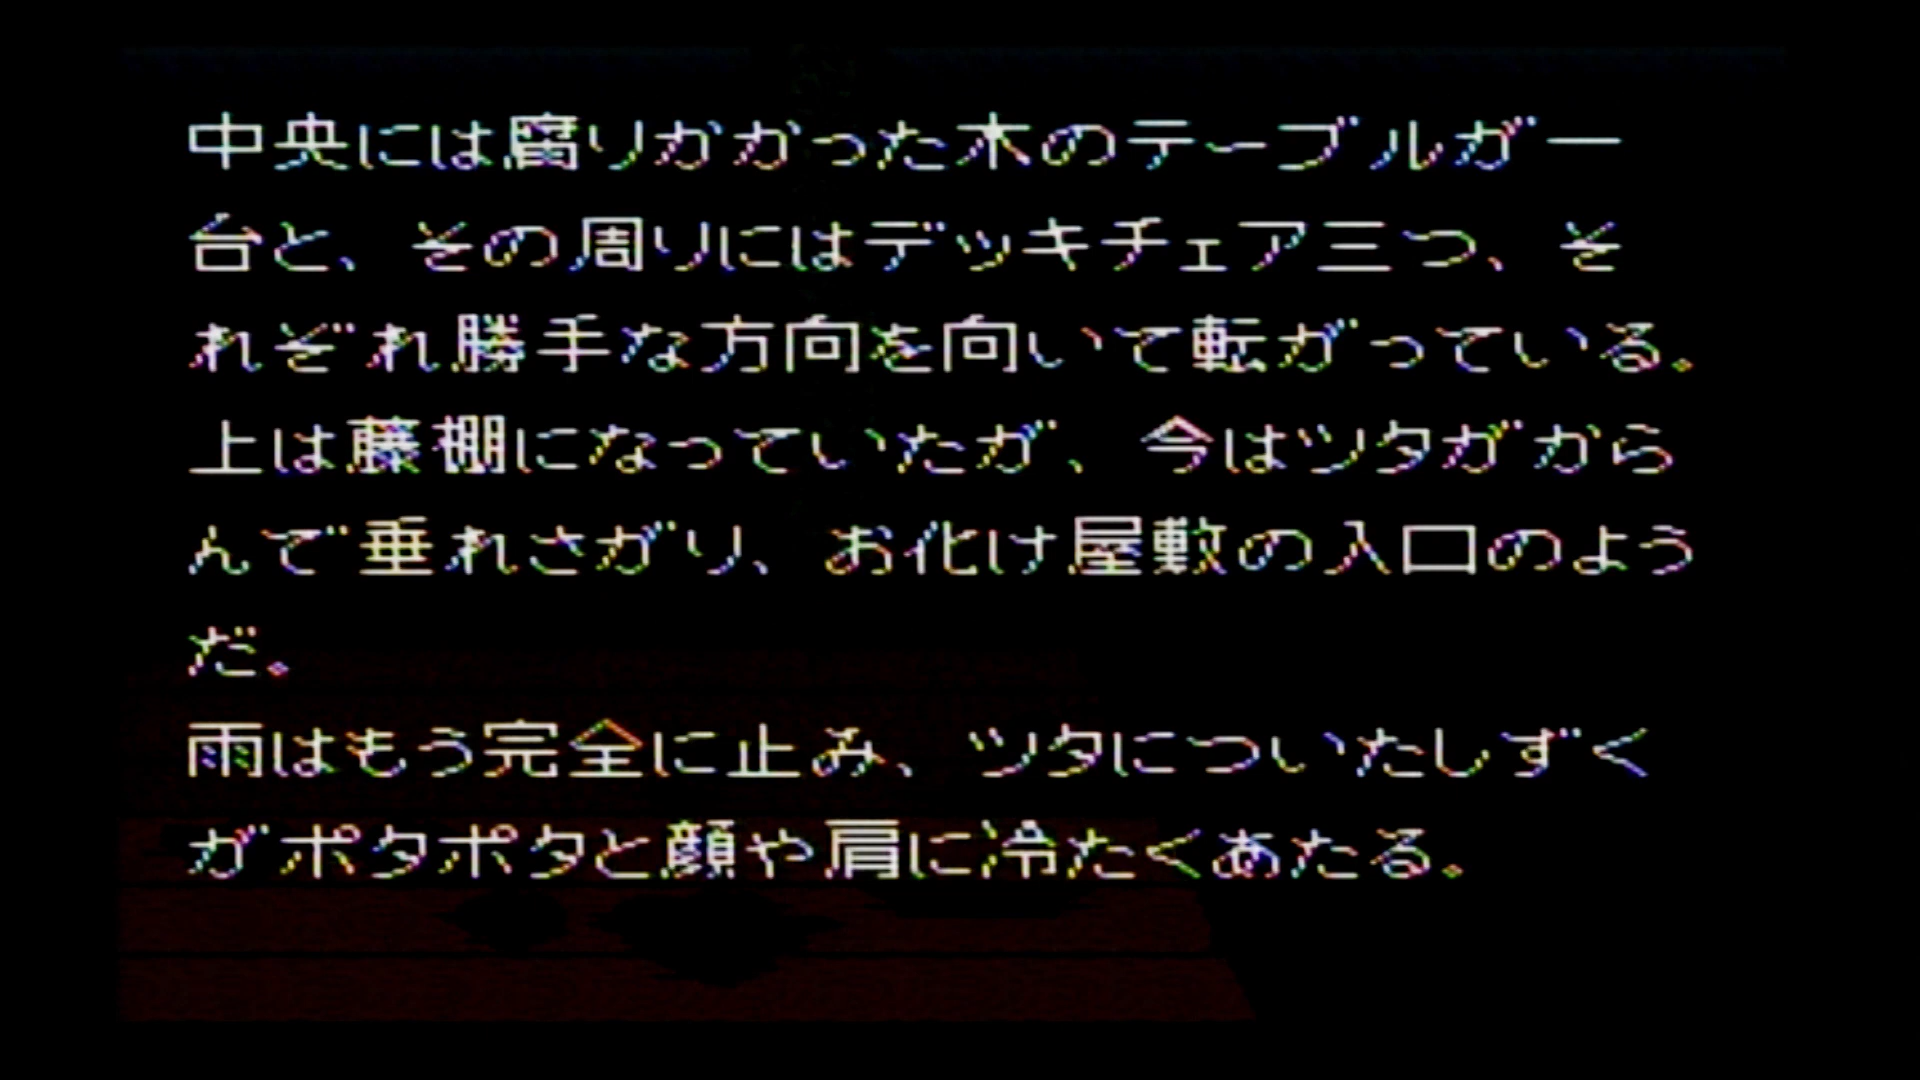 中央には腐りかかった木のテーブルが一
台と、その周りにはデッキチェア三つ、そ
れぞれ勝手な方向を向いて転がっている。
上は藤棚になっていたが、今はツタがから
んで垂れさがり、お化け屋敷の入口のよう
だ。
雨はもう完全に止み、ツタについたしずく
がポタポタと顔や肩に冷たくあたる。